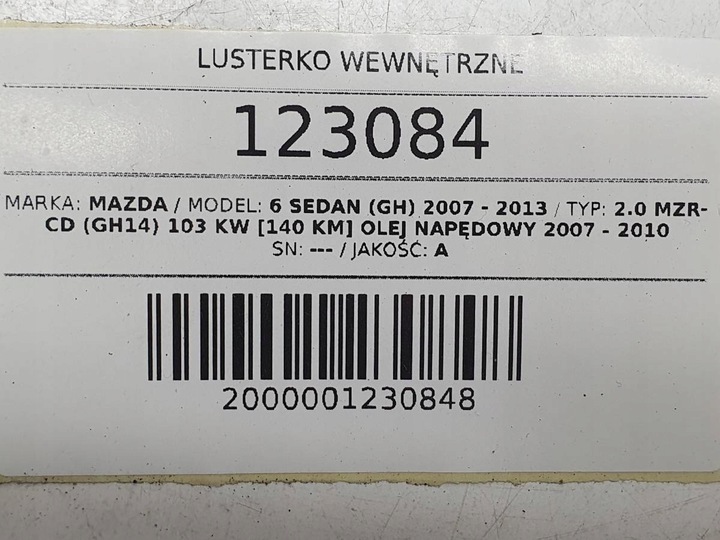 LUSTERKO WEWNĘTRZNE
123084
MARKA: MAZDA / MODEL: 6 SEDAN (GH) 2007 - 2013 / TYP: 2.0 MZR-
CD (GH14) 103 KW [140 KM] OLEJ NAPĘDOWY 2007 - 2010
SN: --- / JAKOŚĆ: A
2000001230848